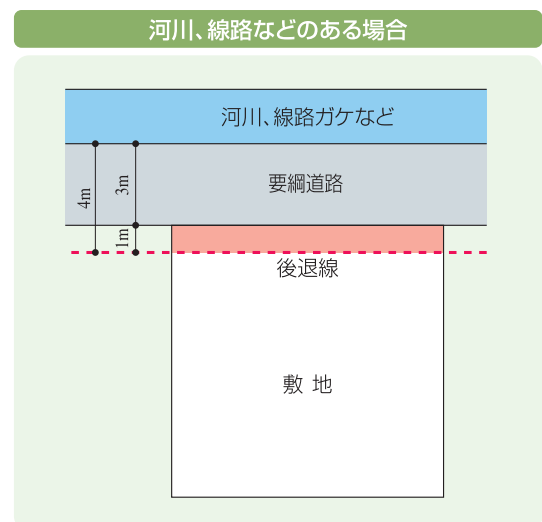 河川、線路などのある場合
河川、線路ガケなど
要綱道路
4m
3m
1m
後退線
敷 地